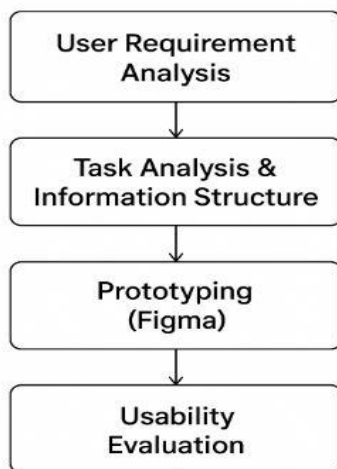 User Requirement
Analysis
Task Analysis &
Information Structure
Prototyping
(Figma)
Usability
Evaluation